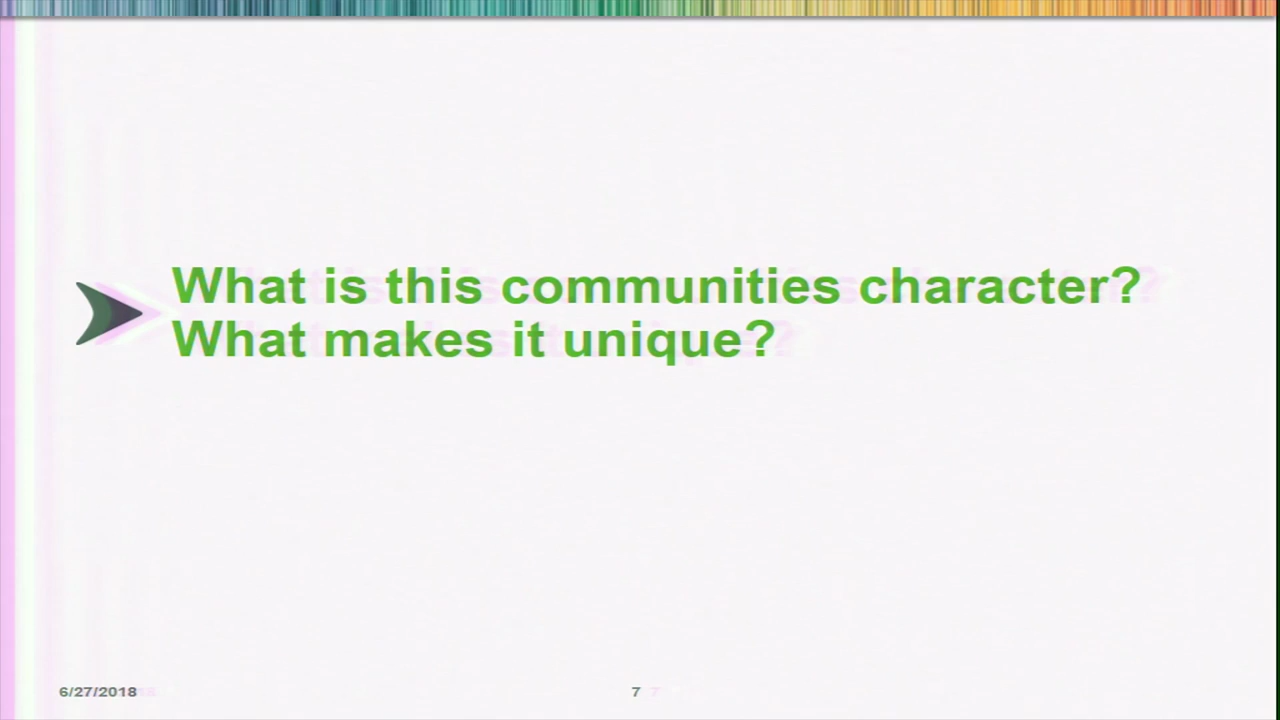 What is this communities character?
What makes it unique?
6/27/2018
7